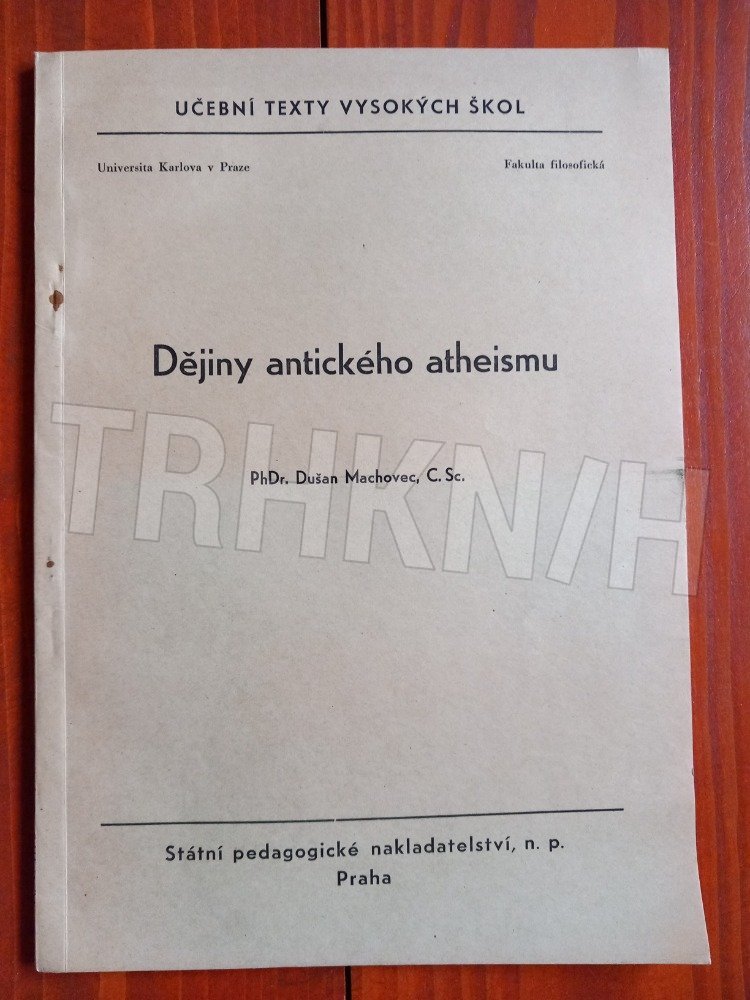 UČEBNÍ TEXTY VYSOKÝCH ŠKOL
Universita Karlova v Praze
Fakulta filosofická
Dějiny antického atheismu
TRHKN/H
PhDr. Dušan Machovec, C. Sc.
Státní pedagogické nakladatelství, n. p.
Praha